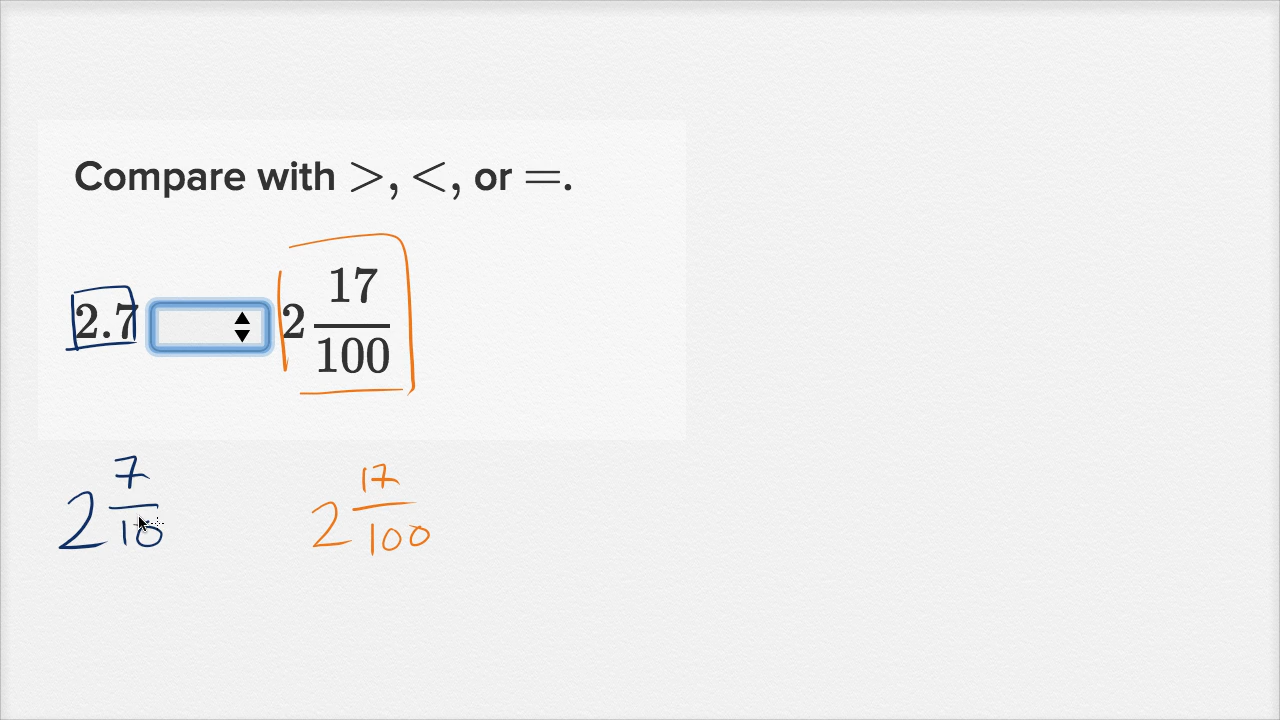 Compare with >, <, or =.
2.7 2 17/100
2 7/10 2 17/100